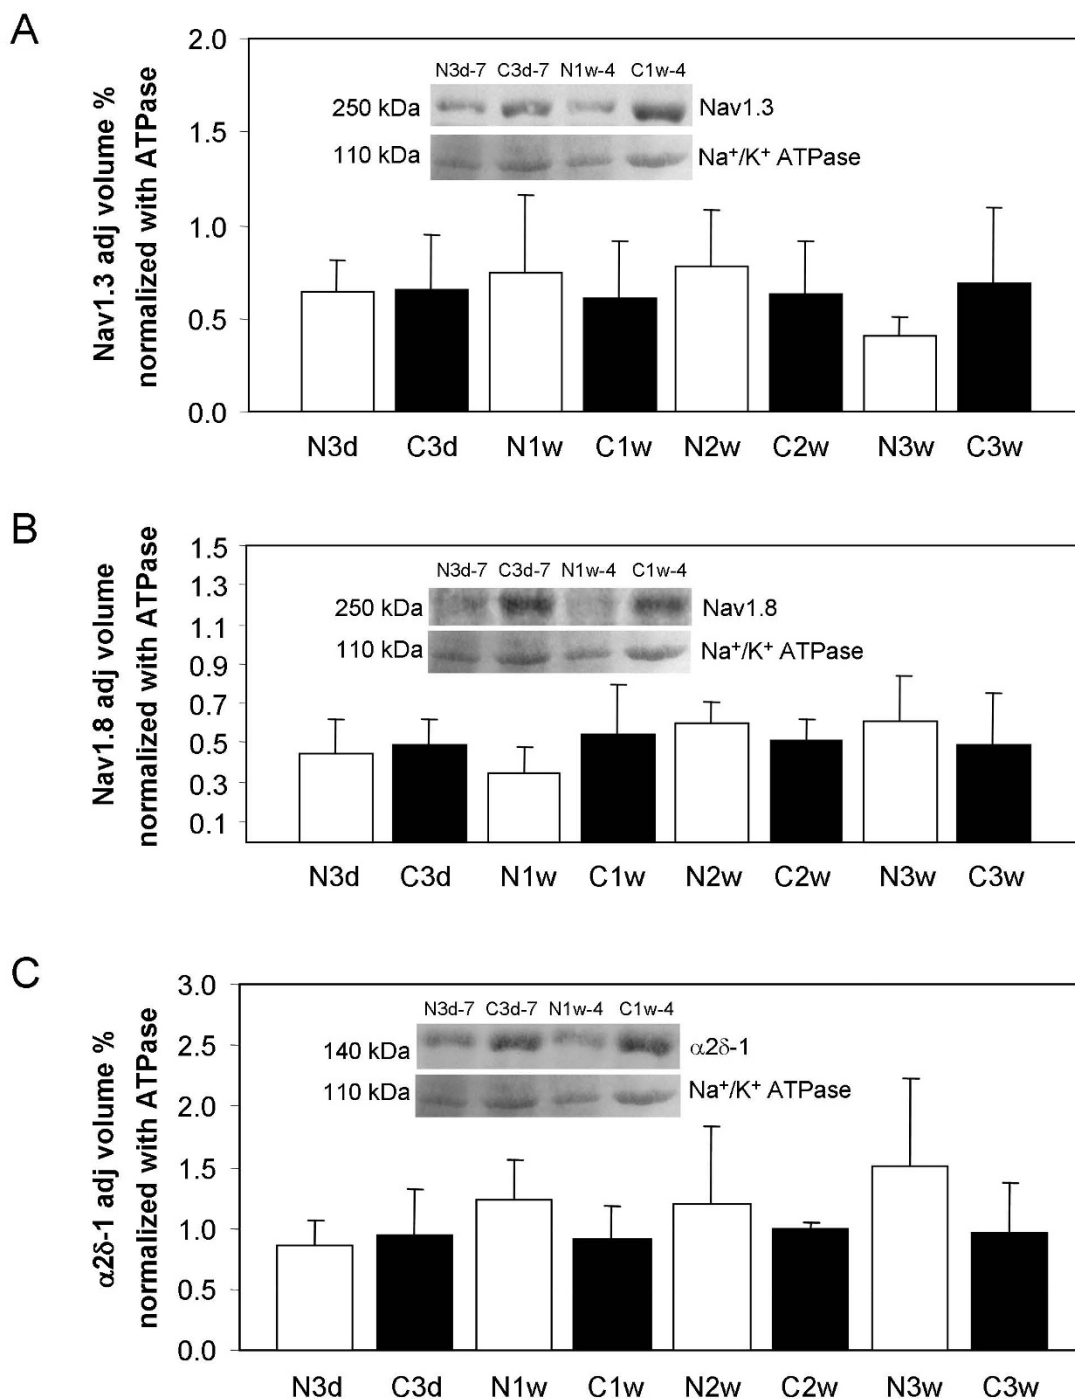 A
Nav1.3 adj volume %
normalized with ATPase
2.0
1.5
1.0
0.5
0.0
N3d-7 C3d-7 N1w-4 C1w-4
250 kDa Nav1.3
110 kDa Na⁺/K⁺ ATPase
N3d C3d N1w C1w N2w C2w N3w C3w
B
Nav1.8 adj volume
normalized with ATPase
1.5
1.3
1.1
0.9
0.7
0.5
0.3
0.1
N3d-7 C3d-7 N1w-4 C1w-4
250 kDa Nav1.8
110 kDa Na⁺/K⁺ ATPase
N3d C3d N1w C1w N2w C2w N3w C3w
C
α2δ-1 adj volume %
normalized with ATPase
3.0
2.5
2.0
1.5
1.0
0.5
0.0
N3d-7 C3d-7 N1w-4 C1w-4
140 kDa α2δ-1
110 kDa Na⁺/K⁺ ATPase
N3d C3d N1w C1w N2w C2w N3w C3w